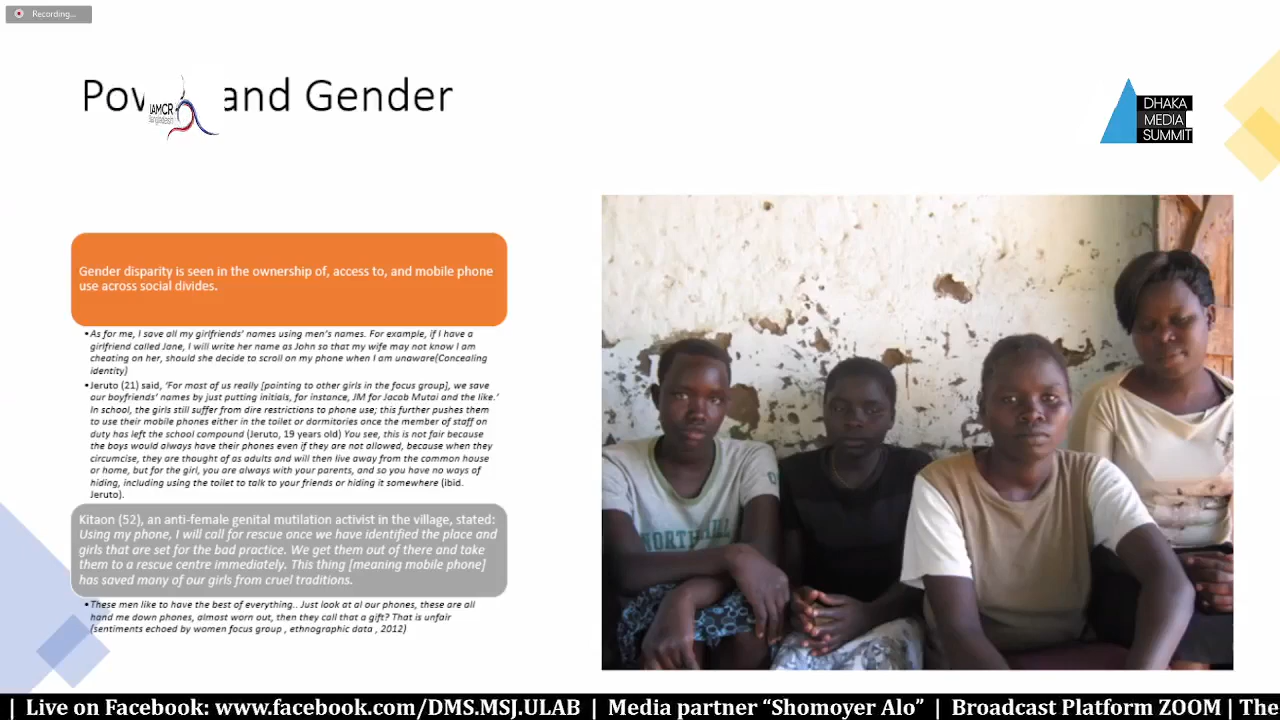 Recording...
Pow and Gender
IAMCR
DHAKA
MEDIA
SUMMIT
Gender disparity is seen in the ownership of, access to, and mobile phone
use across social divides.
•As for me, I save all my girlfriends' names using men's names. For example, if I have a
girlfriend called Jane, I will write her name as John so that my wife may not know I am
cheating on her, should she decide to scroll on my phone when I am unaware(Concealing
identity)
•Jeruto (21) said, 'For most of us really [pointing to other girls in the focus group], we save
our boyfriends' names by just putting initials, for instance, JM for Jacob Mutai and the like.'
In school, the girls still suffer from dire restrictions to phone use; this further pushes them
to use their mobile phones either in the toilet or dormitories once the member of staff on
duty has left the school compound (Jeruto, 19 years old) You see, this is not fair because
the boys would always have their phones even if they are not allowed, because when they
circumcise, they are thought of as adults and will then live away from the common house
or home, but for the girl, you are always with your parents, and so you have no ways of
hiding, including using the toilet to talk to your friends or hiding it somewhere (ibid.
Jeruto).
Kitaon (52), an anti-female genital mutilation activist in the village, stated:
Using my phone, I will call for rescue once we have identified the place and
girls that are set for the bad practice. We get them out of there and take
them to a rescue centre immediately. This thing [meaning mobile phone]
has saved many of our girls from cruel traditions.
•These men like to have the best of everything.. Just look at al our phones, these are all
hand me down phones, almost worn out, then they call that a gift? That is unfair
(sentiments echoed by women focus group , ethnographic data , 2012)
| Live on Facebook: www.facebook.com/DMS.MSJ.ULAB | Media partner “Shomoyer Alo” | Broadcast Platform ZOOM | The